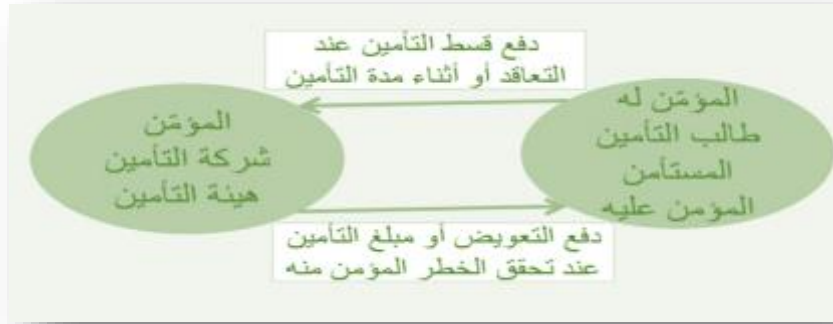 دفع قسط التأمين عند
التعاقد أو أثناء مدة التأمين
المؤمن له
طالب التأمين
المستأمن
المؤمن عليه
المؤمن
شركة التأمين
هيئة التأمين
دفع التعويض أو مبلغ التأمين
عند تحقق الخطر المؤمن منه